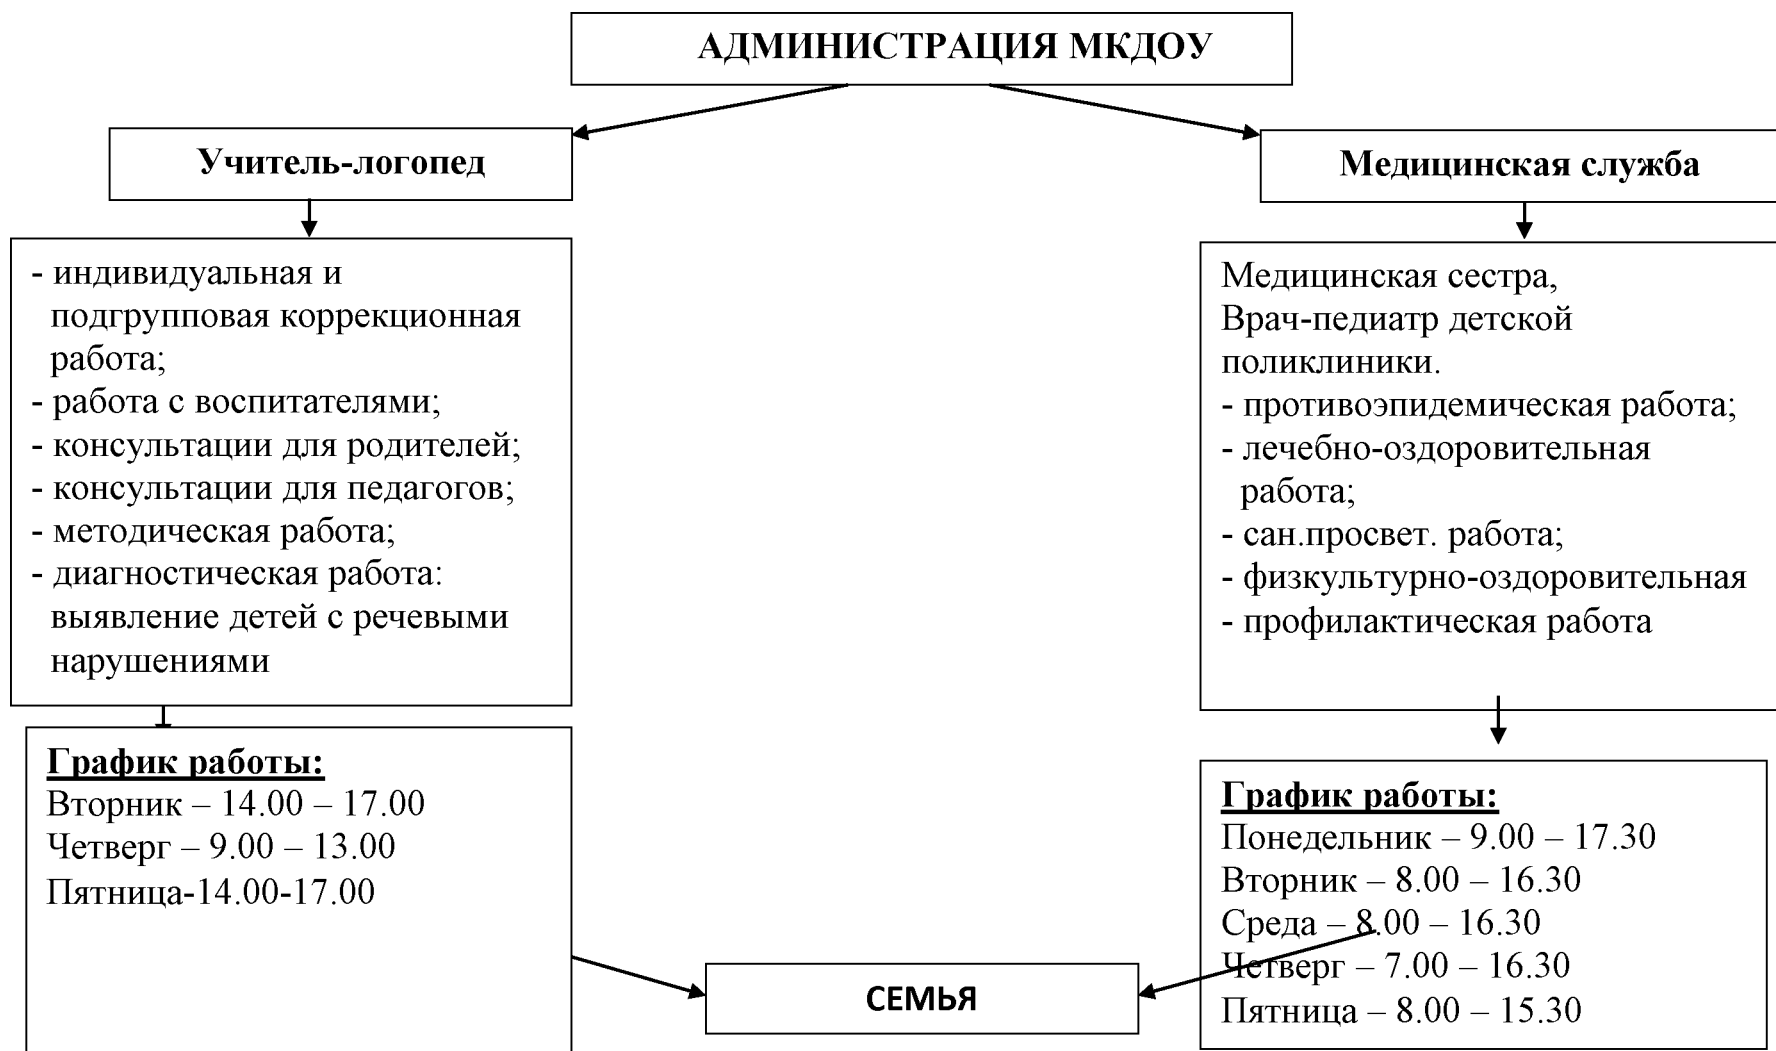 АДМИНИСТРАЦИЯ МКДОУ
Учитель-логопед
- индивидуальная и
подгрупповая коррекционная
работа;
- работа с воспитателями;
- консультации для родителей;
- консультации для педагогов;
- методическая работа;
- диагностическая работа:
выявление детей с речевыми
нарушениями
График работы:
Вторник – 14.00 – 17.00
Четверг – 9.00 – 13.00
Пятница-14.00-17.00
Медицинская служба
Медицинская сестра,
Врач-педиатр детской
поликлиники.
- противоэпидемическая работа;
- лечебно-оздоровительная
работа;
- сан.просвет. работа;
- физкультурно-оздоровительная
- профилактическая работа
График работы:
Понедельник – 9.00 – 17.30
Вторник – 8.00 – 16.30
Среда – 8.00 – 16.30
Четверг – 7.00 – 16.30
Пятница – 8.00 – 15.30
СЕМЬЯ